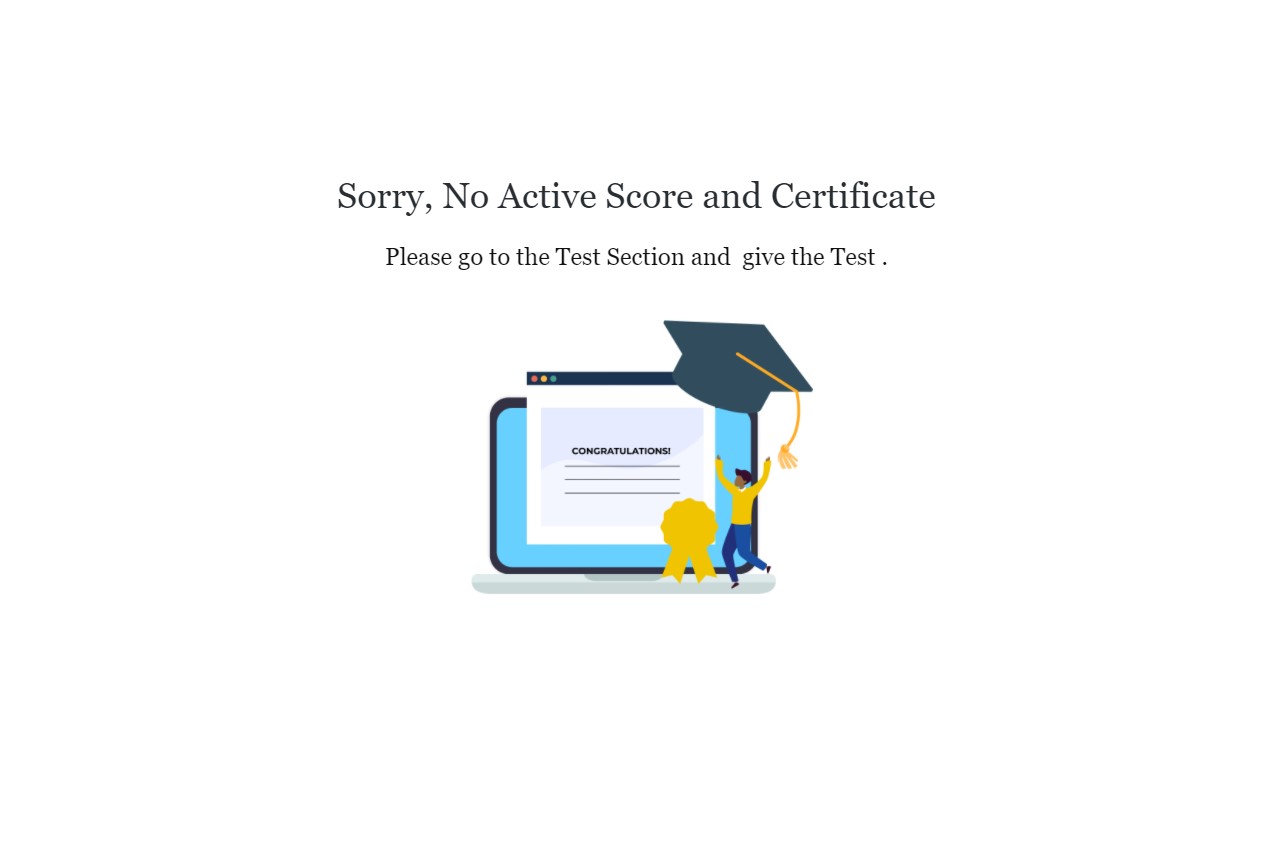 Sorry, No Active Score and Certificate
Please go to the Test Section and  give the Test .
CONGRATULATIONS!